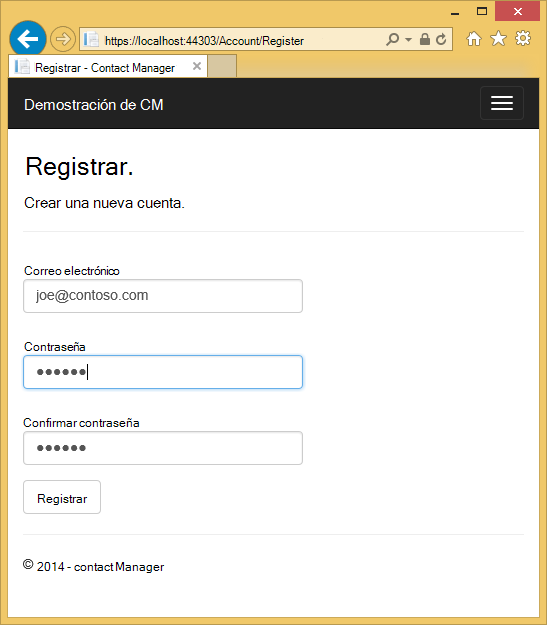 https://localhost:44303/Account/Register
Registrar - Contact Manager
Demostración de CM
Registrar.
Crear una nueva cuenta.
Correo electrónico
joe@contoso.com
Contraseña
●●●●●●
Confirmar contraseña
●●●●●●
Registrar
© 2014 - contact Manager